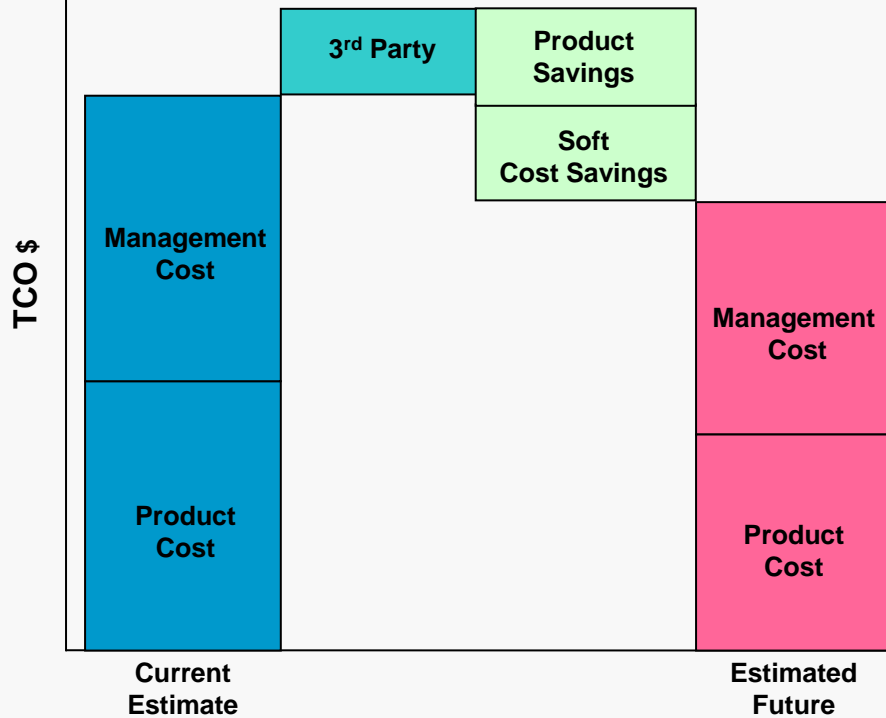 3rd Party
Product
Savings
Soft
Cost Savings
Management
Cost
Management
Cost
TCO $
Product
Cost
Product
Cost
Current
Estimate
Estimated
Future